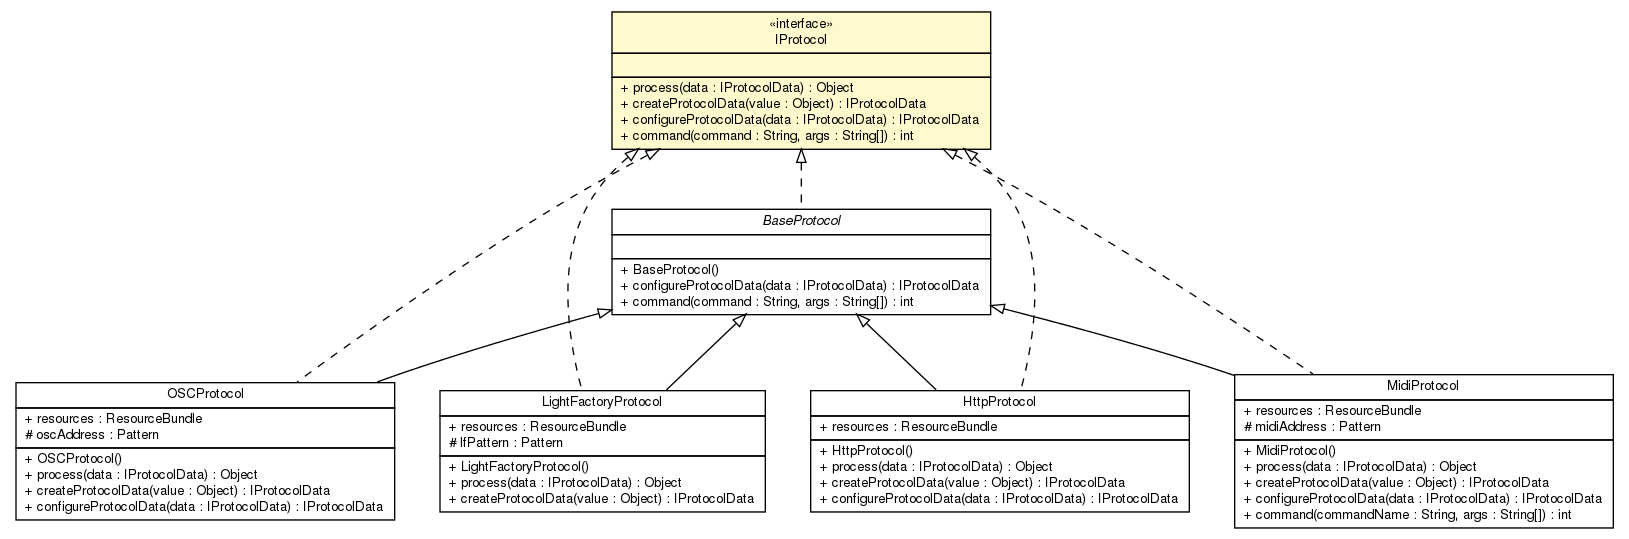 «interface»
IProtocol
+ process(data : IProtocolData) : Object
+ createProtocolData(value : Object) : IProtocolData
+ configureProtocolData(data : IProtocolData) : IProtocolData
+ command(command : String, args : String[]) : int
BaseProtocol
+ BaseProtocol()
+ configureProtocolData(data : IProtocolData) : IProtocolData
+ command(command : String, args : String[]) : int
OSCProtocol
+ resources : ResourceBundle
# oscAddress : Pattern
+ OSCProtocol()
+ process(data : IProtocolData) : Object
+ createProtocolData(value : Object) : IProtocolData
+ configureProtocolData(data : IProtocolData) : IProtocolData
LightFactoryProtocol
+ resources : ResourceBundle
# lfPattern : Pattern
+ LightFactoryProtocol()
+ process(data : IProtocolData) : Object
+ createProtocolData(value : Object) : IProtocolData
HttpProtocol
+ resources : ResourceBundle
+ HttpProtocol()
+ process(data : IProtocolData) : Object
+ createProtocolData(value : Object) : IProtocolData
+ configureProtocolData(data : IProtocolData) : IProtocolData
MidiProtocol
+ resources : ResourceBundle
# midiAddress : Pattern
+ MidiProtocol()
+ process(data : IProtocolData) : Object
+ createProtocolData(value : Object) : IProtocolData
+ configureProtocolData(data : IProtocolData) : IProtocolData
+ command(commandName : String, args : String[]) : int